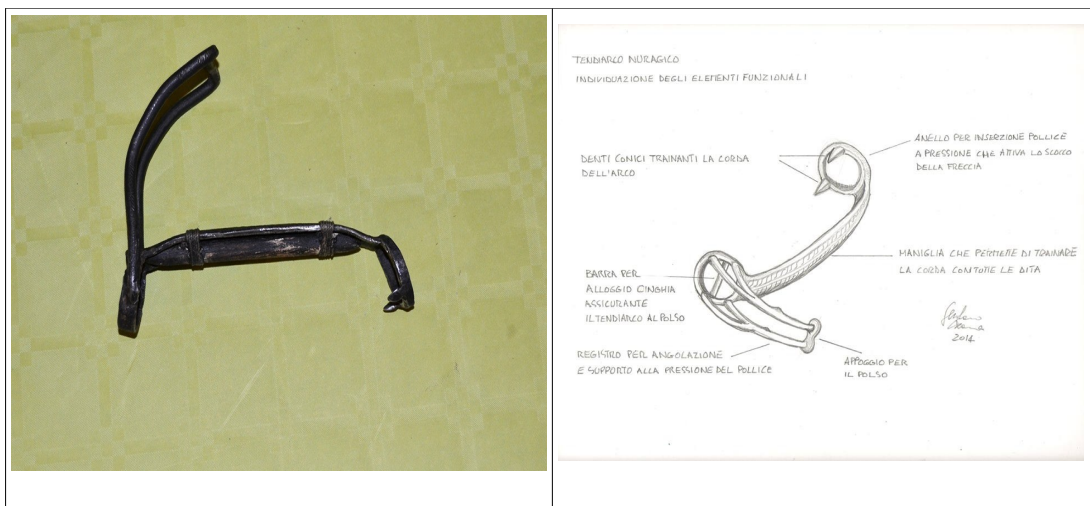 TENDIARCO NURAGICO
INDIVIDUAZIONE DEGLI ELEMENTI FUNZIONALI
ANELLO PER INSERZIONE POLLICE
A PRESSIONE CHE ATTIVA LO SCOCCO
DELLA FRECCIA
DENTI CONICI TRAINANTI LA CORDA
DELL'ARCO
MANIGLIA CHE PERMETTE DI TRAINARE
LA CORDA CON TUTTE LE DITA
BARRA PER
ALLOGGIO CINGHIA
ASSICURANTE
IL TENDIARCO AL POLSO
2014
REGISTRO PER ANGOLAZIONE
E SUPPORTO ALLA PRESSIONE DEL POLLICE
APPOGGIO PER
IL POLSO